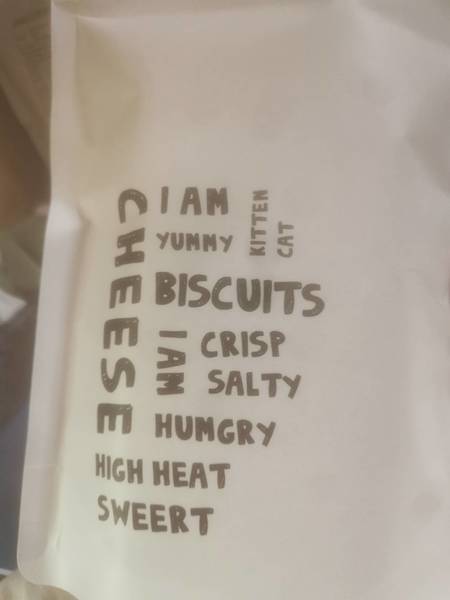 CHEESE
I AM
YUMMY
KITTEN
CAT
BISCUITS
I AM
CRISP
SALTY
HUMGRY
HIGH HEAT
SWEERT